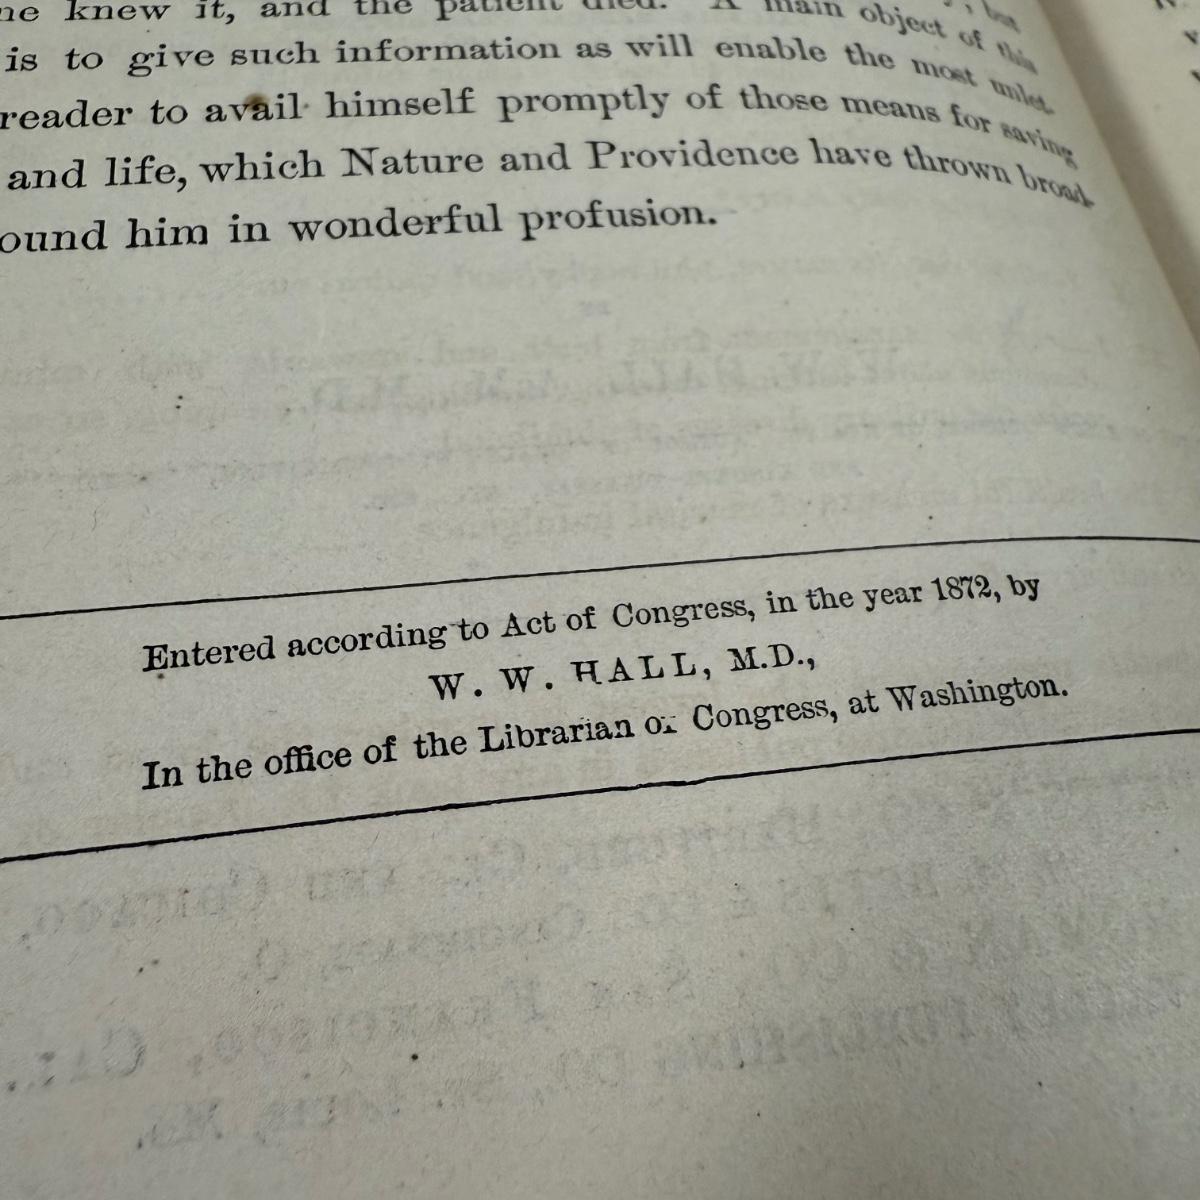 ne knew it, and the patient died. A main object of this
is to give such information as will enable the most unlet-
reader to avail himself promptly of those means for saving
and life, which Nature and Providence have thrown broad-
ound him in wonderful profusion.
Entered according to Act of Congress, in the year 1872, by
W. W. HALL, M.D.,
In the office of the Librarian of Congress, at Washington.